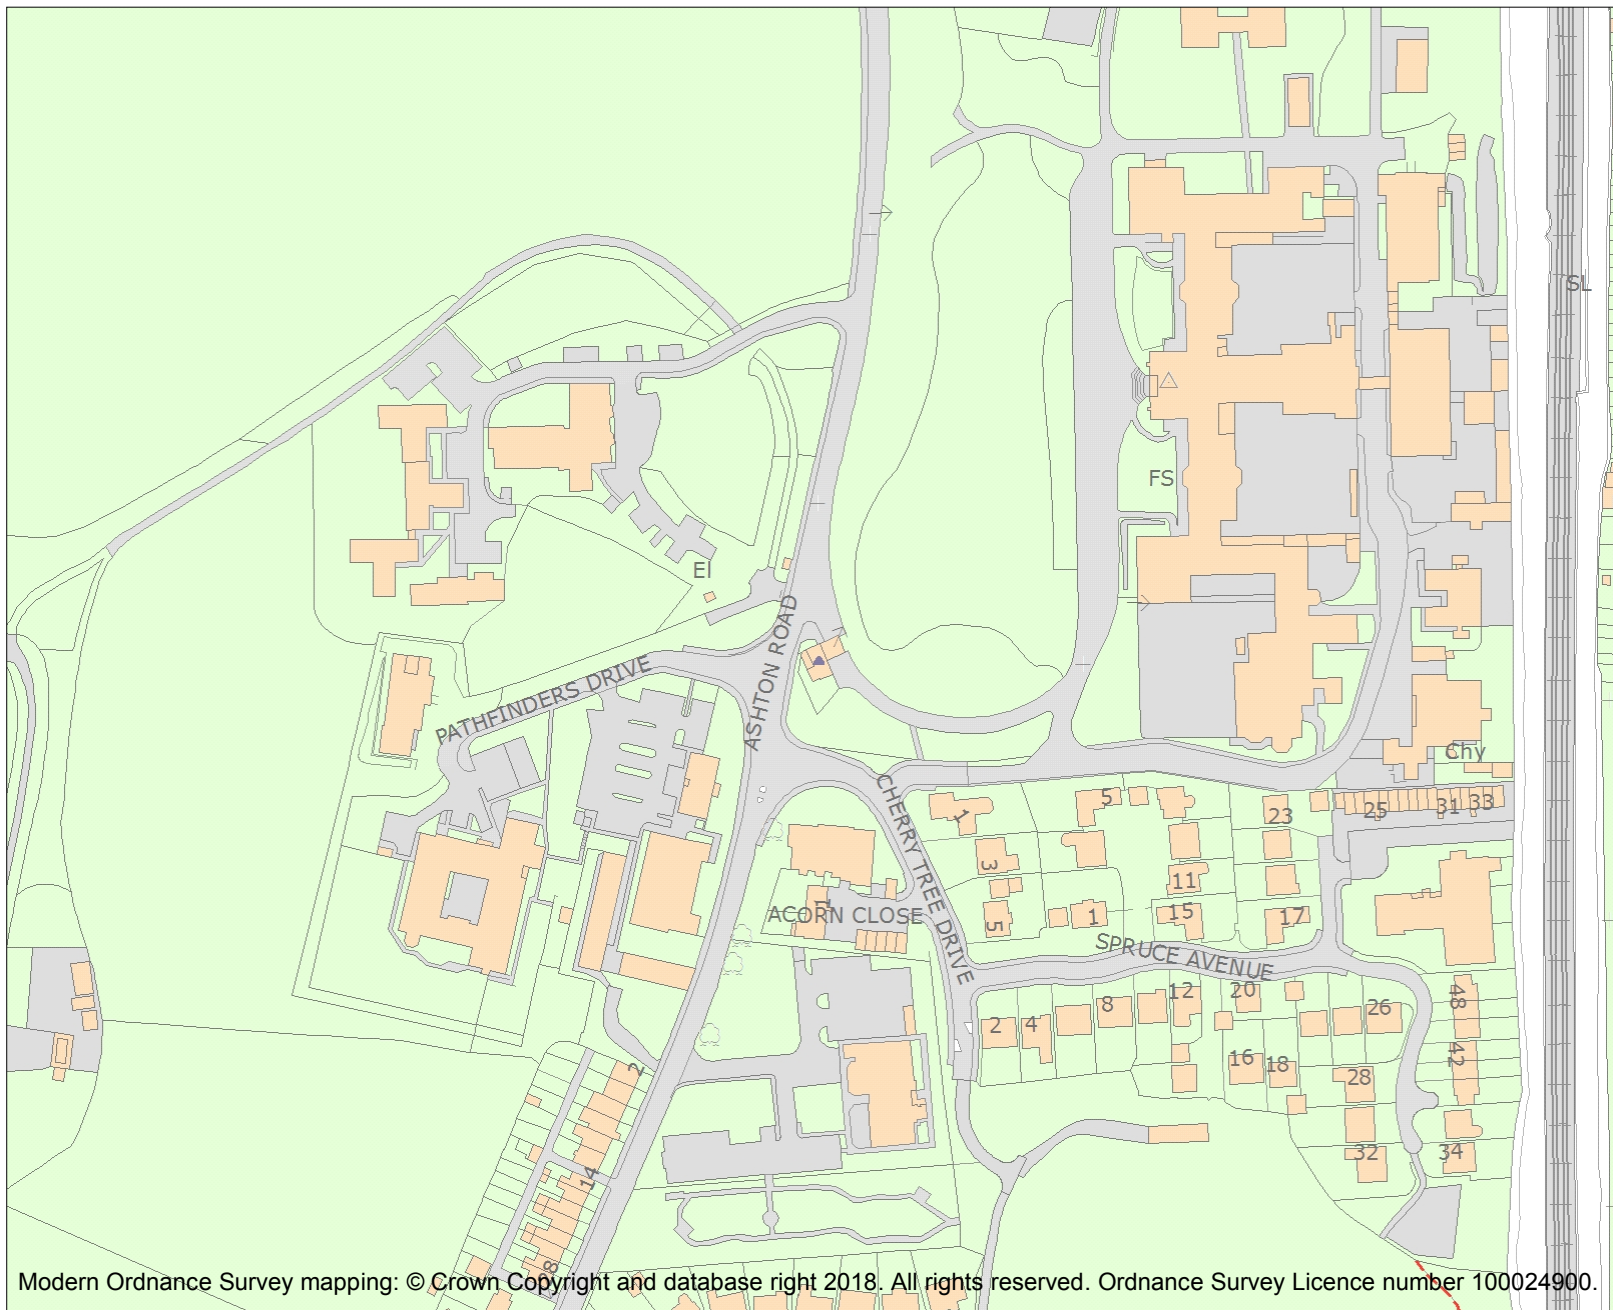 SL
FS
El
ASHTON ROAD
PATHFINDERS DRIVE
Chy
CHERRY TREE DRIVE
1
5
23
25
31
33
3
11
1
ACORN CLOSE
5
1
15
17
SPRUCE AVENUE
2
4
8
12
20
26
48
2
16
18
28
42
14
32
34
8
Modern Ordnance Survey mapping: © Crown Copyright and database right 2018. All rights reserved. Ordnance Survey Licence number 100024900.